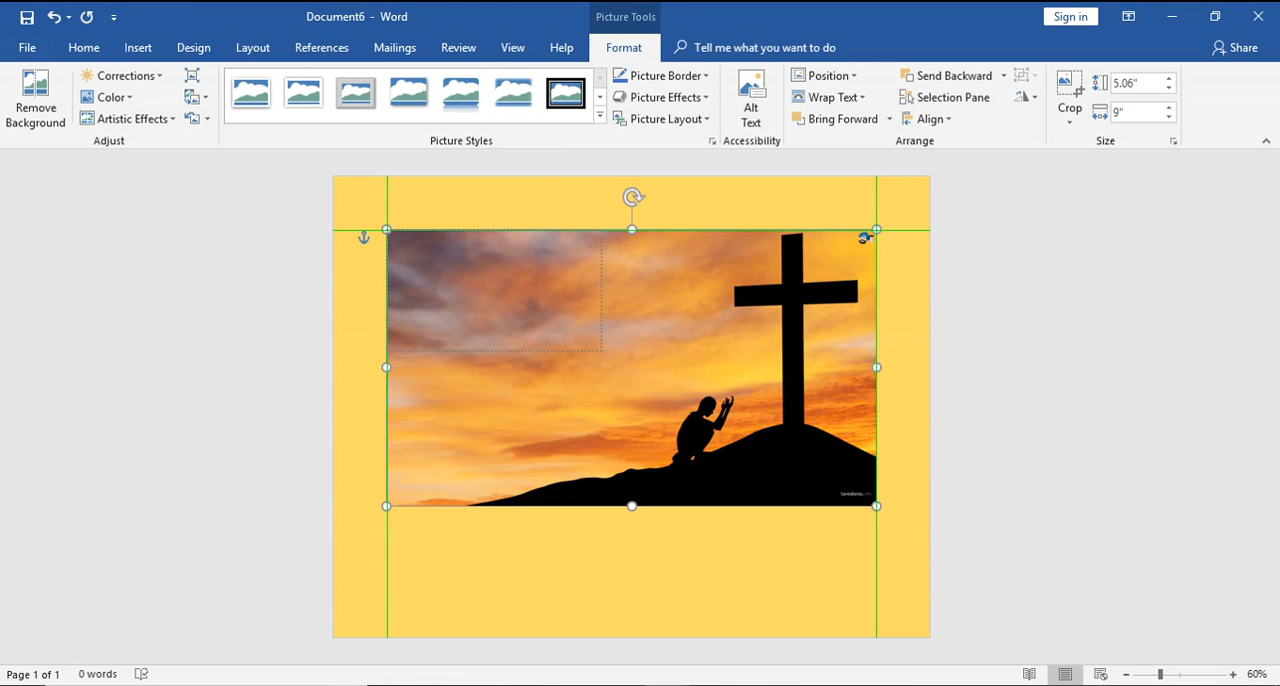 Document6 - Word
Picture Tools
Sign in
File
Home
Insert
Design
Layout
References
Mailings
Review
View
Help
Format
Tell me what you want to do
Share
Remove
Background
Corrections
Color
Artistic Effects
Adjust
Picture Styles
Picture Border
Picture Effects
Picture Layout
Alt
Text
Accessibility
Position
Wrap Text
Bring Forward
Send Backward
Selection Pane
Align
Arrange
Crop
5.06"
9"
Size
SantaBanta.com
Page 1 of 1
0 words
60%